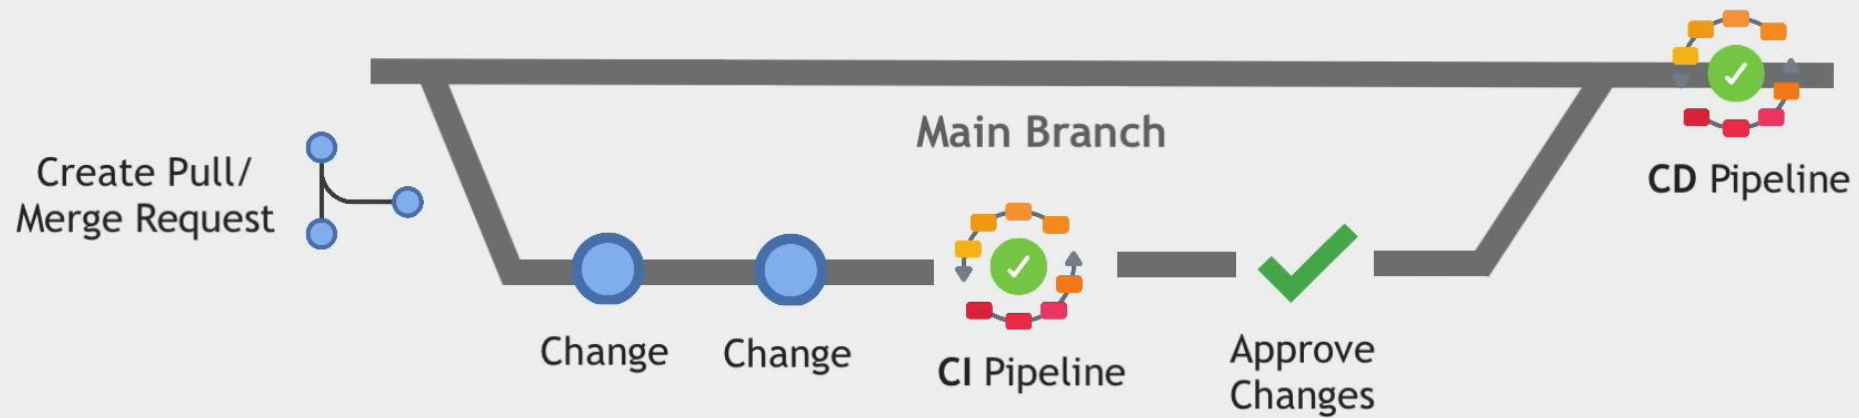 Create Pull/
Merge Request
Main Branch
CD Pipeline
Change
Change
CI Pipeline
Approve
Changes